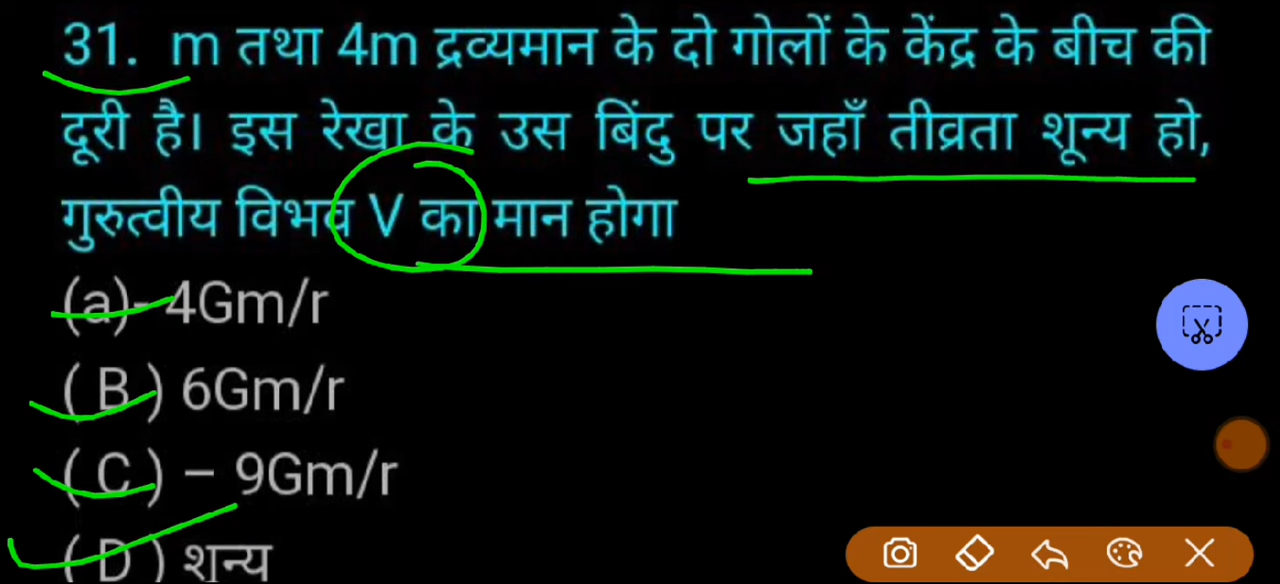 31. m तथा 4m द्रव्यमान के दो गोलों के केंद्र के बीच की
दूरी है। इस रेखा के उस बिंदु पर जहाँ तीव्रता शून्य हो,
गुरुत्वीय विभव V का मान होगा
(a)- 4Gm/r
( B ) 6Gm/r
( C ) – 9Gm/r
( D ) शून्य